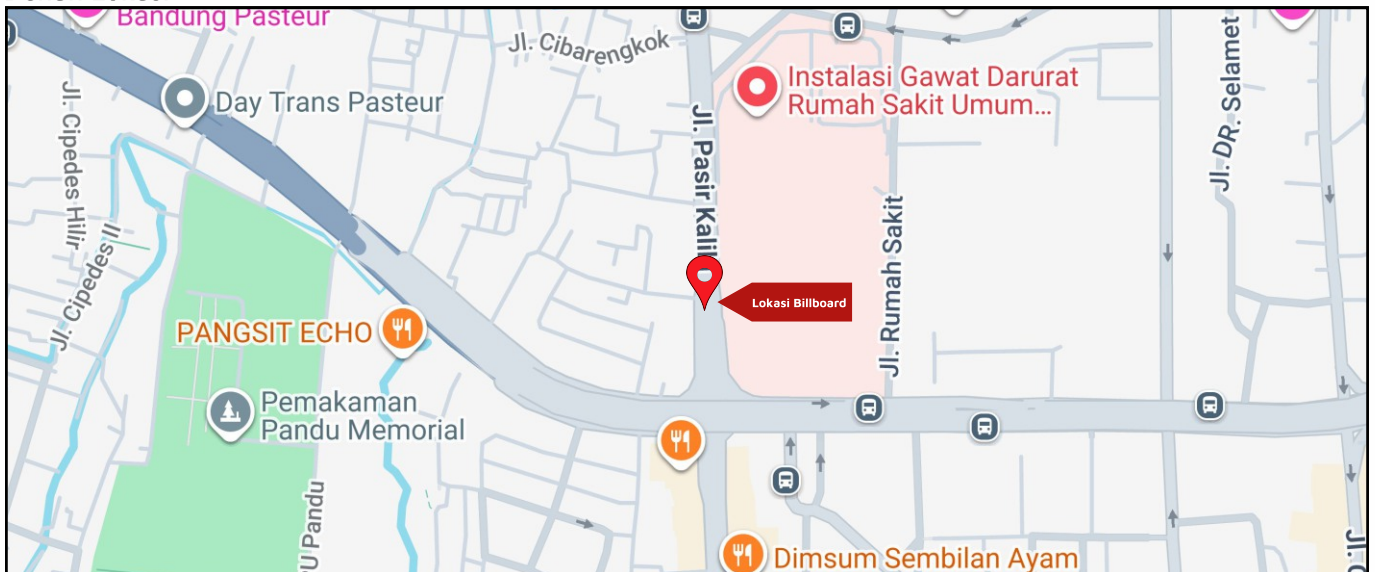 Bandung Pasteur
Jl. Cibarengkok
Day Trans Pasteur
Instalasi Gawat Darurat
Rumah Sakit Umum...
Jl. DR. Selamet
Jl. Cipedes Hilir
Jl. Pasir Kalik
Jl. Cipedes II
Jl. Rumah Sakit
Lokasi Billboard
PANGSIT ECHO
Pemakaman
Pandu Memorial
U Pandu
Dimsum Sembilan Ayam
Jl.